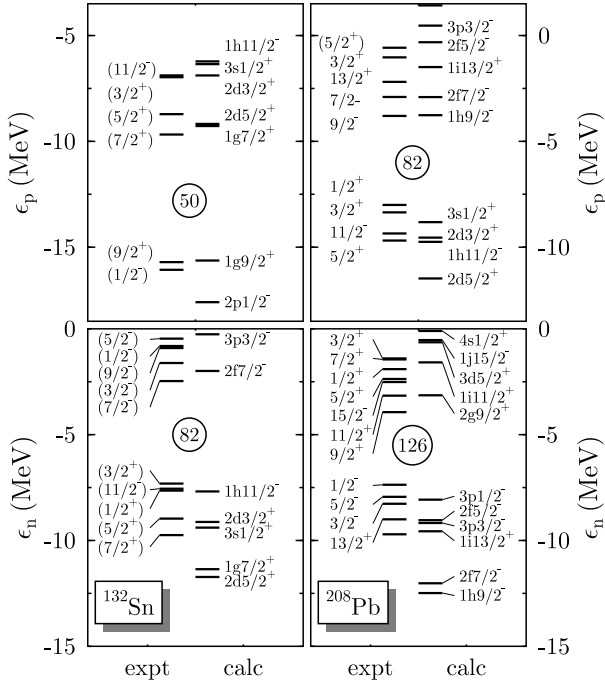 -5
-10
-15
ϵp (MeV)
(11/2⁻)
(3/2⁺)
(5/2⁺)
(7/2⁺)
(9/2⁺)
(1/2⁻)
50
1h11/2⁻
3s1/2⁺
2d3/2⁺
2d5/2⁺
1g7/2⁺
1g9/2⁺
2p1/2⁻
(5/2⁺)
3/2⁺
13/2⁺
7/2-
9/2⁻
1/2⁺
3/2⁺
11/2⁻
5/2⁺
82
3p3/2⁻
2f5/2⁻
1i13/2⁺
2f7/2⁻
1h9/2⁻
3s1/2⁺
2d3/2⁺
1h11/2⁻
2d5/2⁺
0
-5
-10
ϵp (MeV)
0
-5
-10
-15
ϵn (MeV)
(5/2⁻)
(1/2⁻)
(9/2⁻)
(3/2⁻)
(7/2⁻)
(3/2⁺)
(11/2⁻)
(1/2⁺)
(5/2⁺)
(7/2⁺)
82
3p3/2⁻
2f7/2⁻
1h11/2⁻
2d3/2⁺
3s1/2⁺
1g7/2⁺
2d5/2⁺
¹³²Sn
expt calc
3/2⁺
7/2⁺
1/2⁺
5/2⁺
15/2⁻
11/2⁺
9/2⁺
1/2⁻
5/2⁻
3/2⁻
13/2⁺
126
4s1/2⁺
1j15/2⁻
3d5/2⁺
1i11/2⁺
2g9/2⁺
3p1/2⁻
2f5/2⁻
3p3/2⁻
1i13/2⁺
2f7/2⁻
1h9/2⁻
²⁰⁸Pb
expt calc
0
-5
-10
-15
ϵn (MeV)